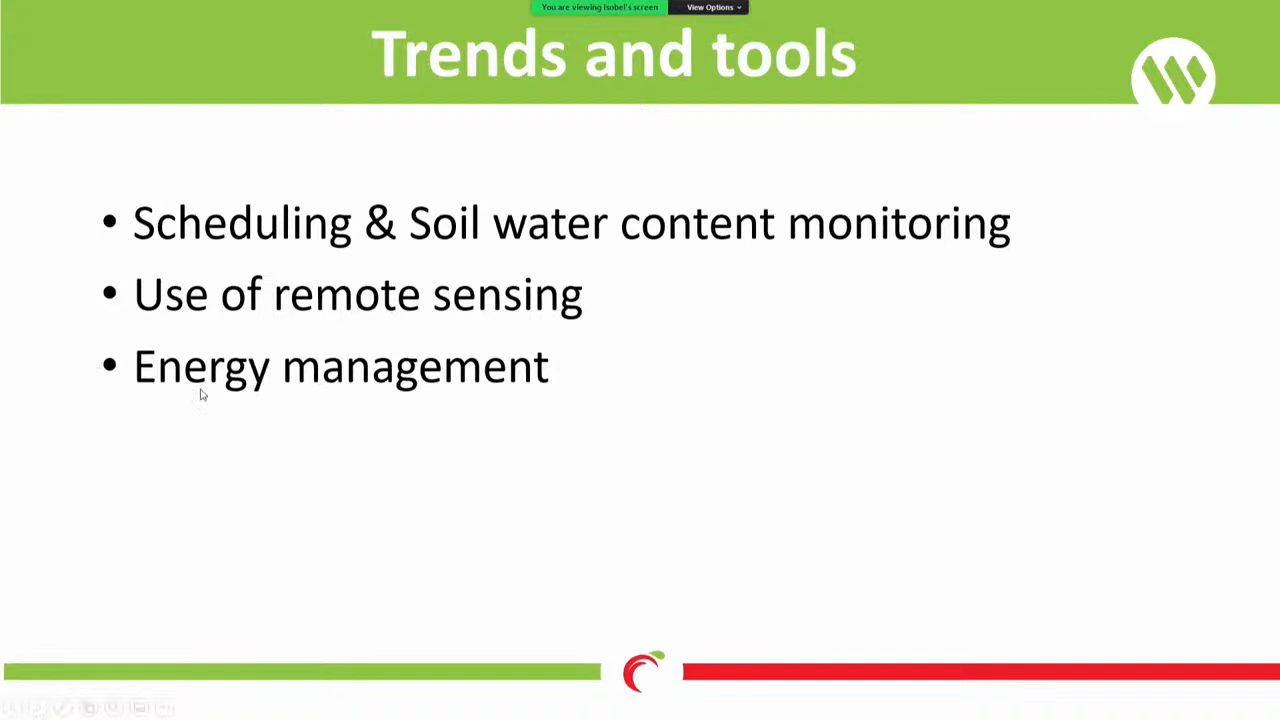 You are viewing Isobel's screen View Options
Trends and tools
• Scheduling & Soil water content monitoring
• Use of remote sensing
• Energy management